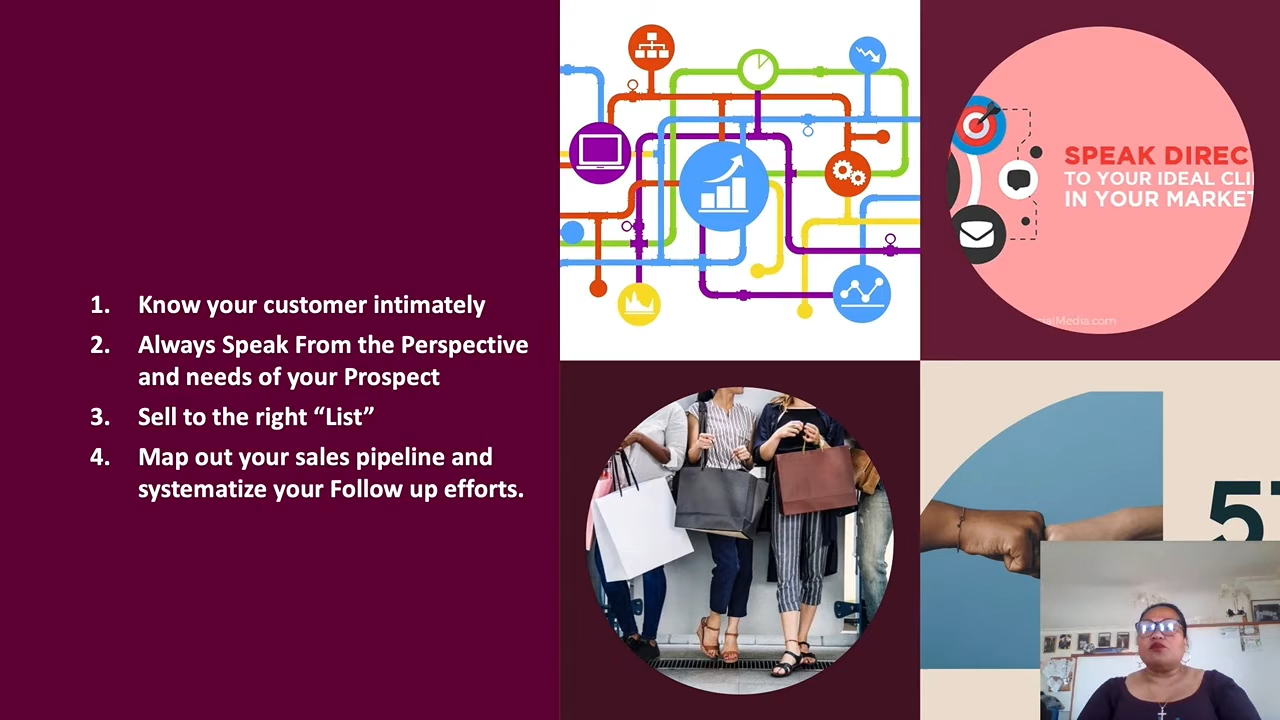 1. Know your customer intimately
2. Always Speak From the Perspective
and needs of your Prospect
3. Sell to the right “List”
4. Map out your sales pipeline and
systematize your Follow up efforts.
SPEAK DIREC
TO YOUR IDEAL CLI
IN YOUR MARKET
ialMedia.com